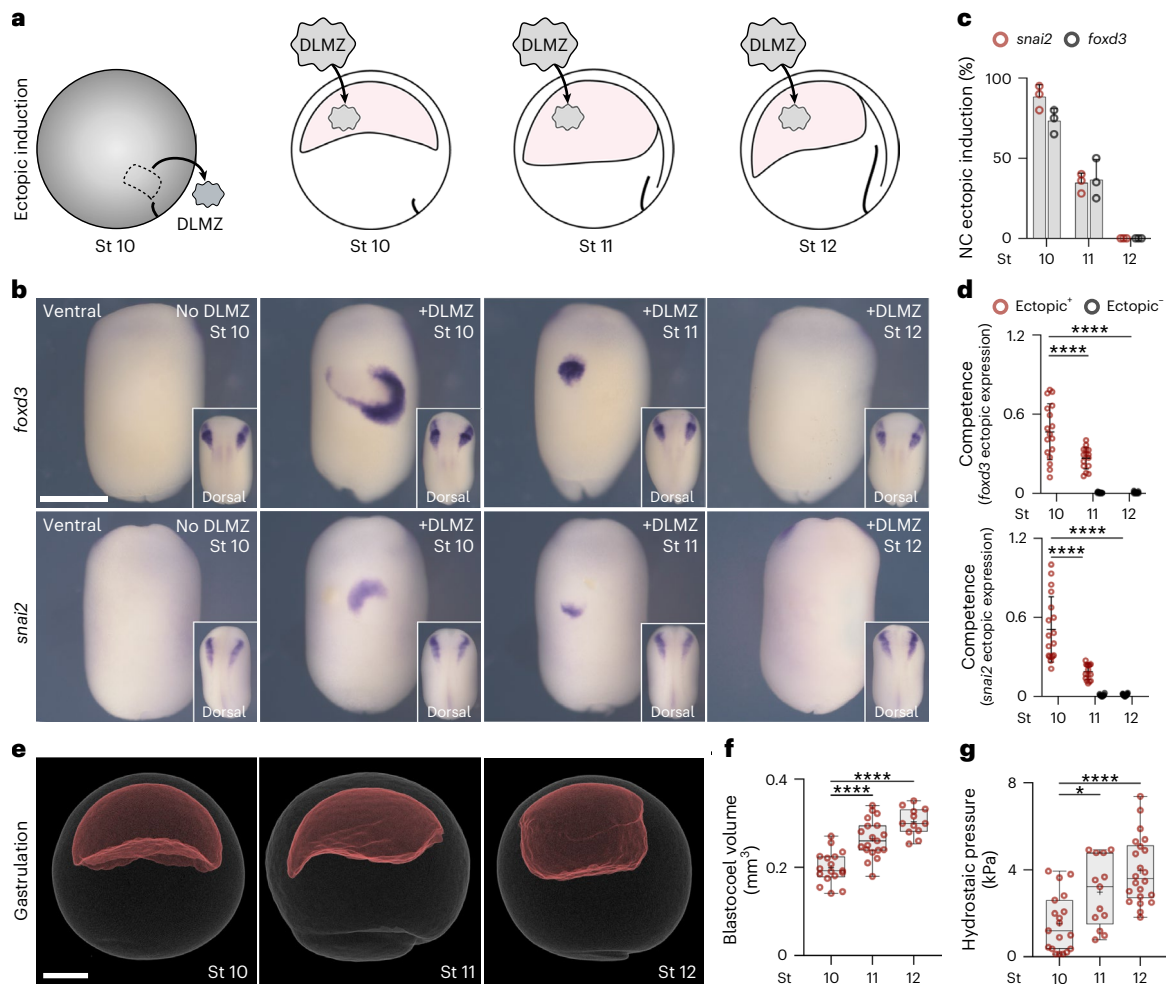 a
Ectopic induction
DLMZ
St 10
DLMZ
St 10
DLMZ
St 11
DLMZ
St 12
b
foxd3
Ventral
No DLMZ
St 10
Dorsal
+DLMZ
St 10
Dorsal
+DLMZ
St 11
Dorsal
+DLMZ
St 12
Dorsal
snai2
Ventral
No DLMZ
St 10
Dorsal
+DLMZ
St 10
Dorsal
+DLMZ
St 11
Dorsal
+DLMZ
St 12
Dorsal
c
snai2 foxd3
NC ectopic induction (%)
100
50
0
St 10 11 12
d
Ectopic+ Ectopic−
Competence
(foxd3 ectopic expression)
1.2
0.6
0
****
****
St 10 11 12
Competence
(snai2 ectopic expression)
1.2
0.6
0
****
****
St 10 11 12
e
Gastrulation
St 10
St 11
St 12
f
Blastocoel volume
(mm3)
0.4
0.2
0
****
****
St 10 11 12
g
Hydrostaic pressure
(kPa)
8
4
0
****
*
St 10 11 12